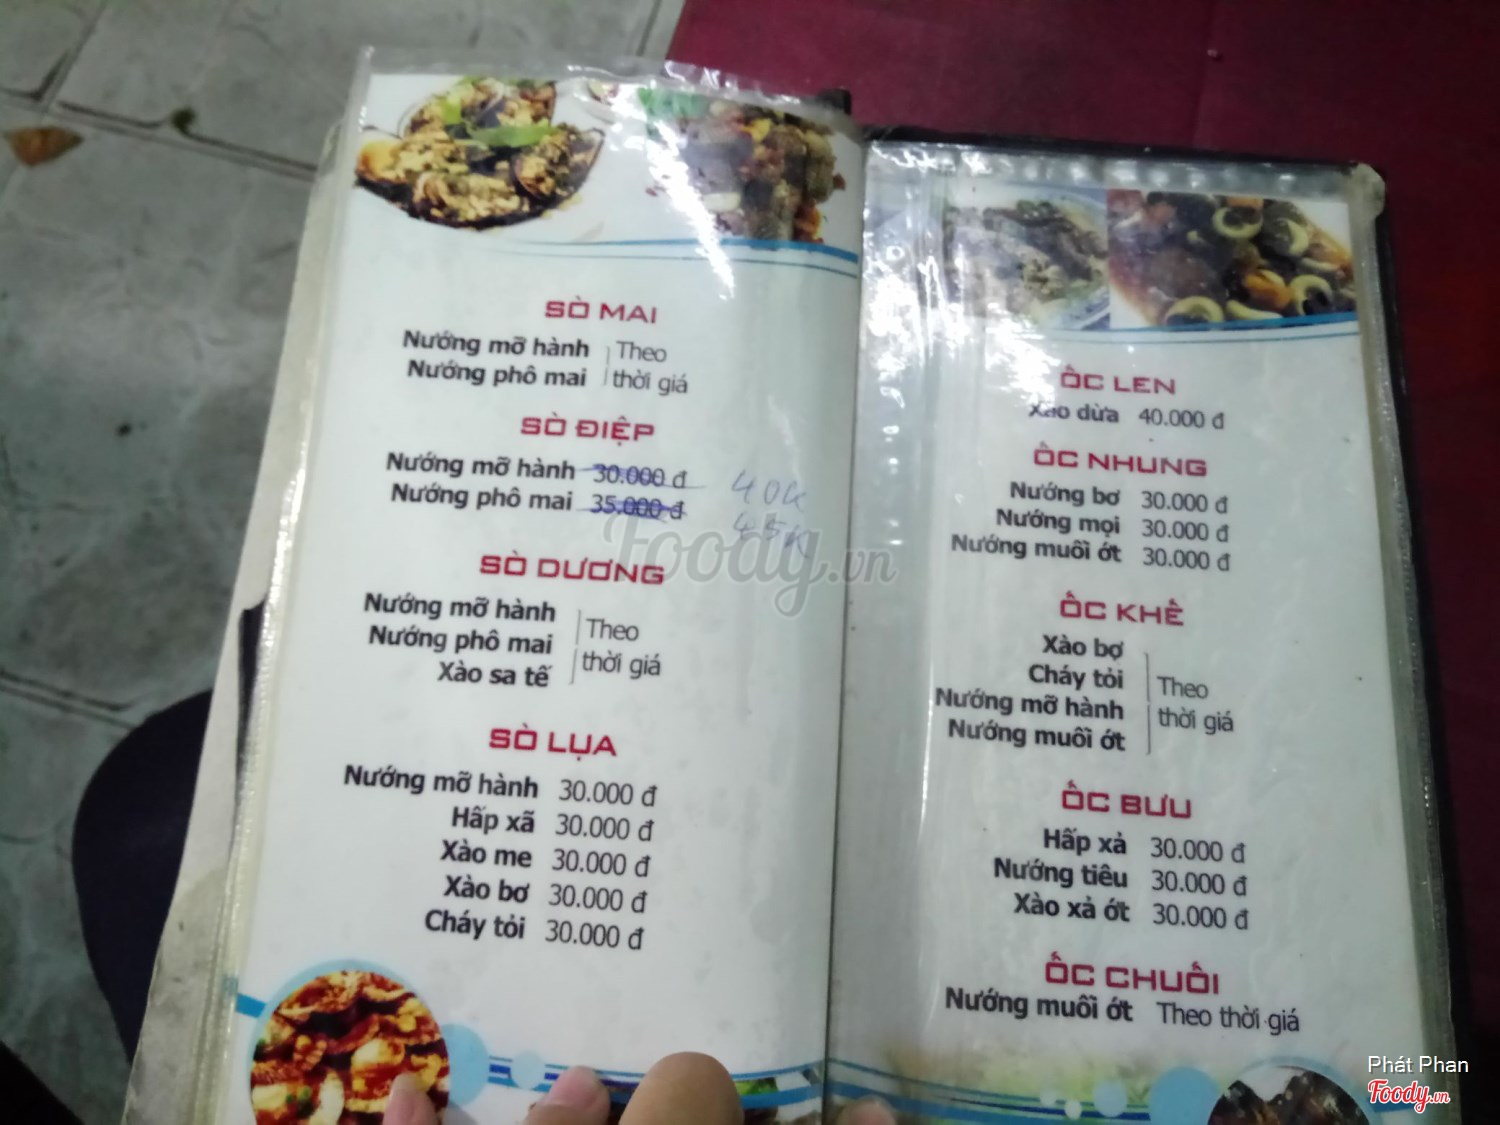 SÒ MAI
Nướng mỡ hành Theo
Nướng phô mai thời giá
SÒ ĐIỆP
Nướng mỡ hành 30.000 đ 40k
Nướng phô mai 35.000 đ 45K
SÒ DƯƠNG
Nướng mỡ hành
Nướng phô mai Theo
Xào sa tế thời giá
SÒ LỤA
Nướng mỡ hành 30.000 đ
Hấp xã 30.000 đ
Xào me 30.000 đ
Xào bơ 30.000 đ
Cháy tỏi 30.000 đ
ỐC LEN
Xào dừa 40.000 đ
ỐC NHUNG
Nướng bơ 30.000 đ
Nướng mọi 30.000 đ
Nướng muối ớt 30.000 đ
ỐC KHẾ
Xào bợ
Cháy tỏi Theo
Nướng mỡ hành thời giá
Nướng muối ớt
ỐC BƯU
Hấp xả 30.000 đ
Nướng tiêu 30.000 đ
Xào xả ớt 30.000 đ
ỐC CHUỐI
Nướng muối ớt Theo thời giá
Foody.vn
Phát Phan
Foody.vn